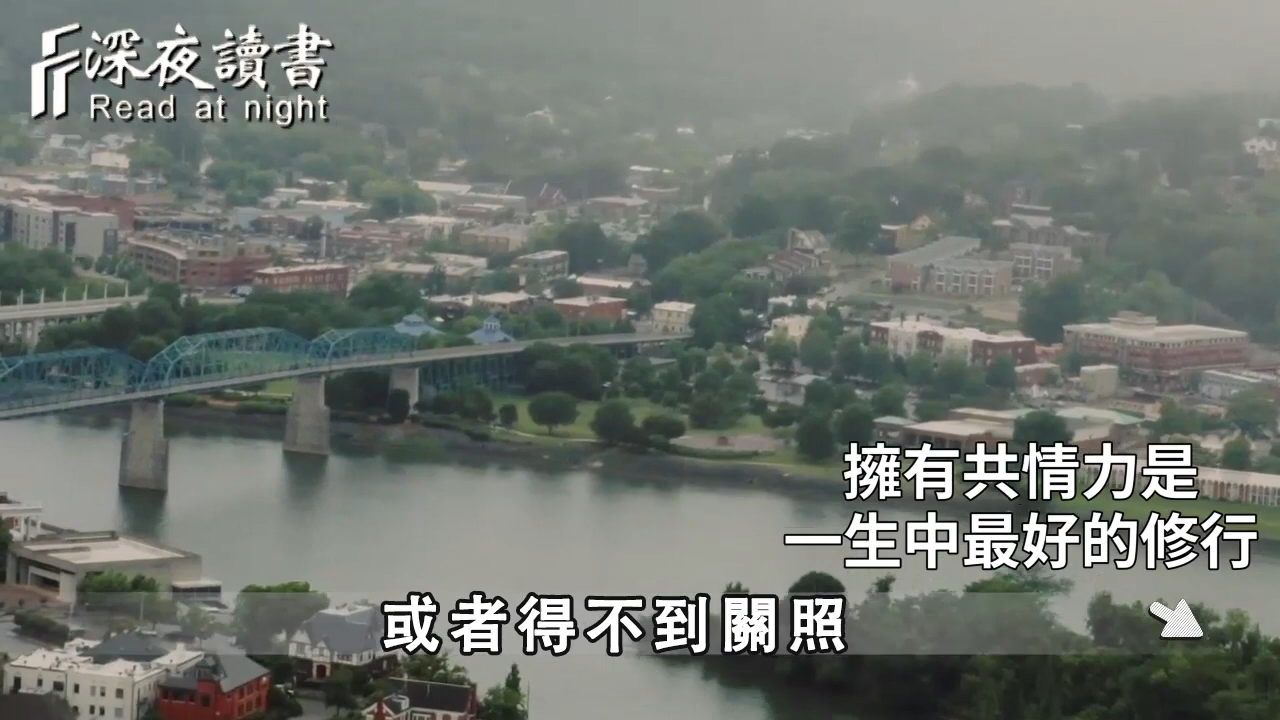 深夜讀書
Read at night
擁有共情力是
一生中最好的修行
或者得不到關照